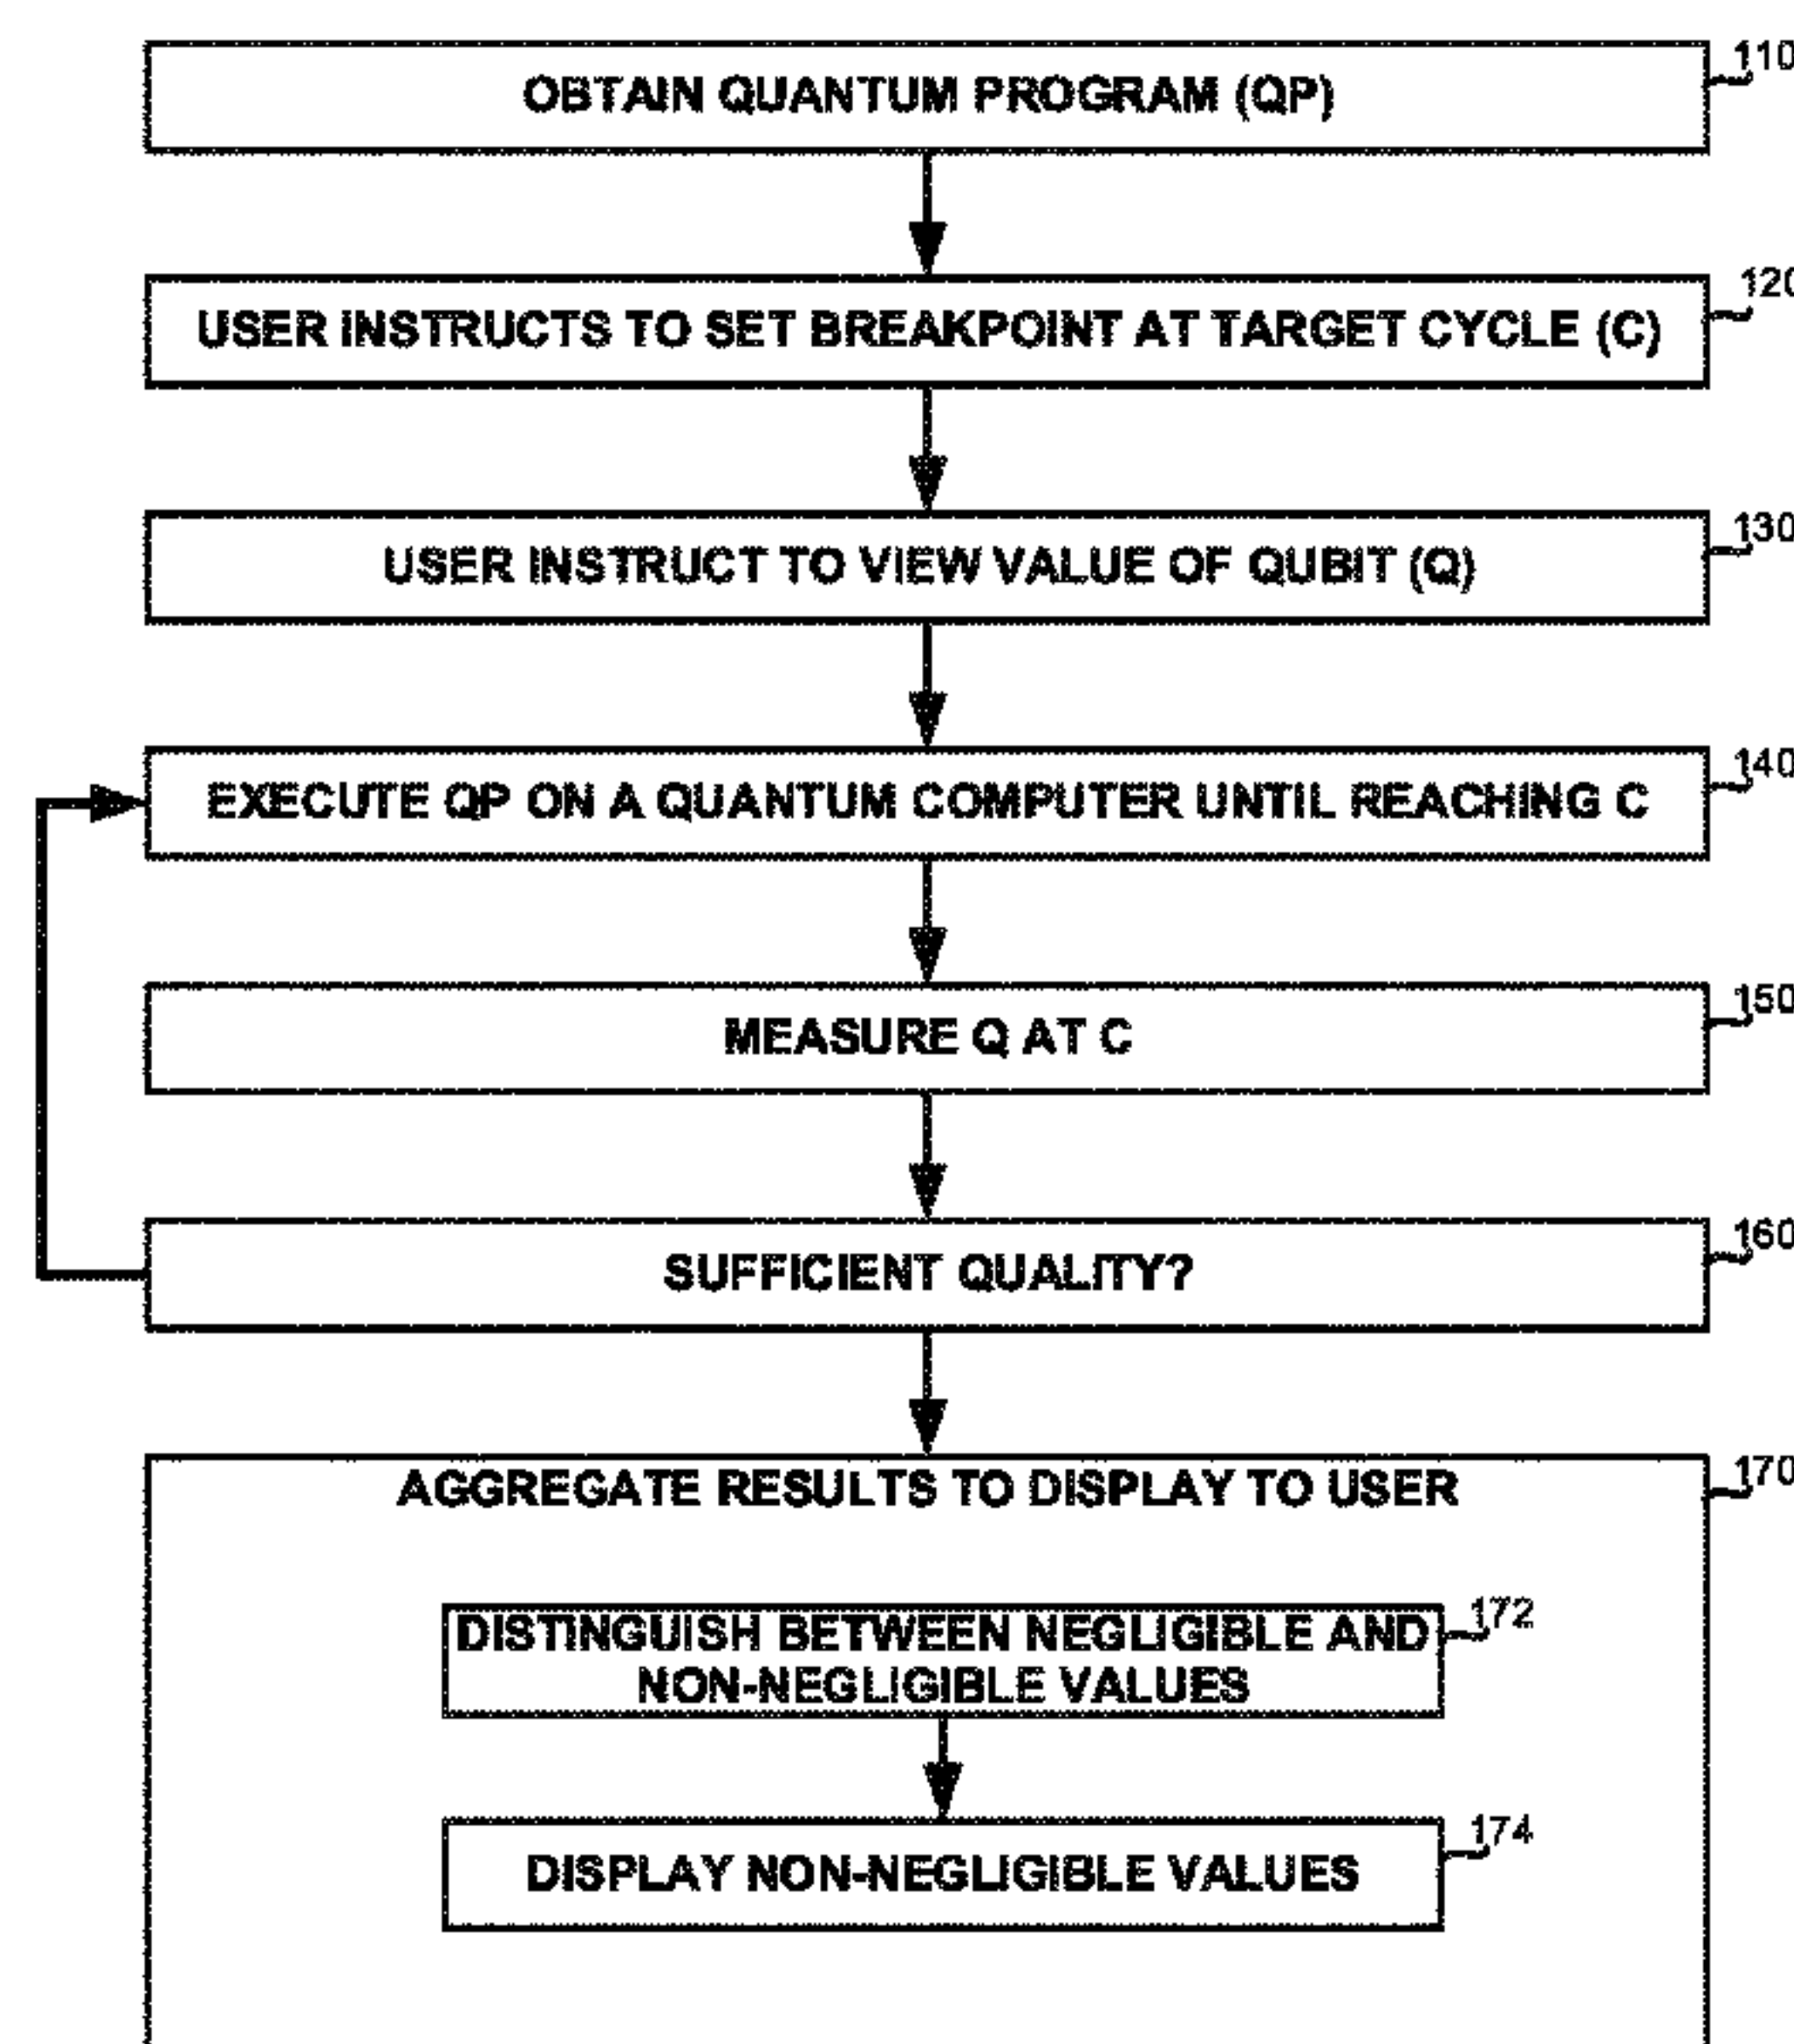 OBTAIN QUANTUM PROGRAM (QP)
110
USER INSTRUCTS TO SET BREAKPOINT AT TARGET CYCLE (C)
120
USER INSTRUCT TO VIEW VALUE OF QUBIT (Q)
130
EXECUTE QP ON A QUANTUM COMPUTER UNTIL REACHING C
140
MEASURE Q AT C
150
SUFFICIENT QUALITY?
160
AGGREGATE RESULTS TO DISPLAY TO USER
170
DISTINGUISH BETWEEN NEGLIGIBLE AND
NON-NEGLIGIBLE VALUES
172
DISPLAY NON-NEGLIGIBLE VALUES
174